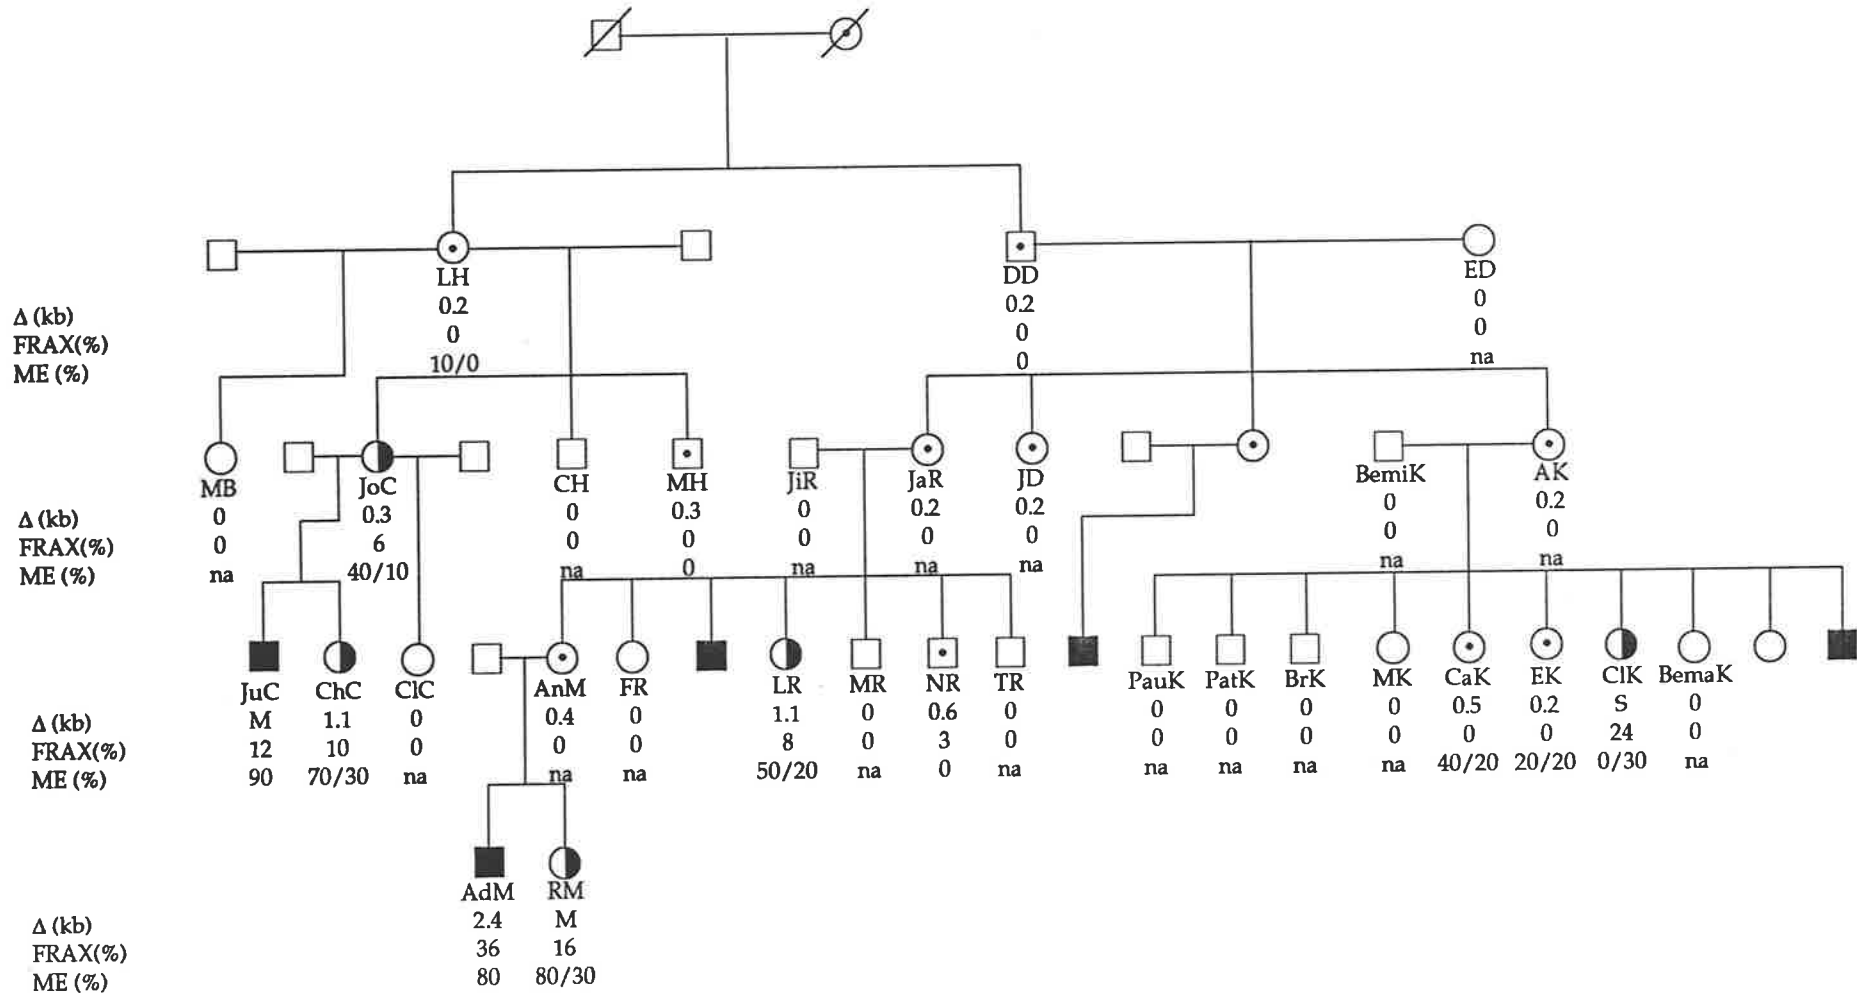 LH DD ED
Δ (kb) 0.2 0.2 0
FRAX(%) 0 0 0
ME (%) 10/0 0 na
MB JoC CH MH JiR JaR JD BemiK AK
Δ (kb) 0 0.3 0 0.3 0 0.2 0.2 0 0.2
FRAX(%) 0 6 0 0 0 0 0 0 0
ME (%) na 40/10 na 0 na na na na na
JuC ChC ClC AnM FR LR MR NR TR PauK PatK BrK MK CaK EK ClK BemaK
Δ (kb) M 1.1 0 0.4 0 1.1 0 0.6 0 0 0 0 0 0.5 0.2 S 0
FRAX(%) 12 10 0 0 0 8 0 3 0 0 0 0 0 0 0 24 0
ME (%) 90 70/30 na na na 50/20 na 0 na na na na na 40/20 20/20 0/30 na
AdM RM
Δ (kb) 2.4 M
FRAX(%) 36 16
ME (%) 80 80/30